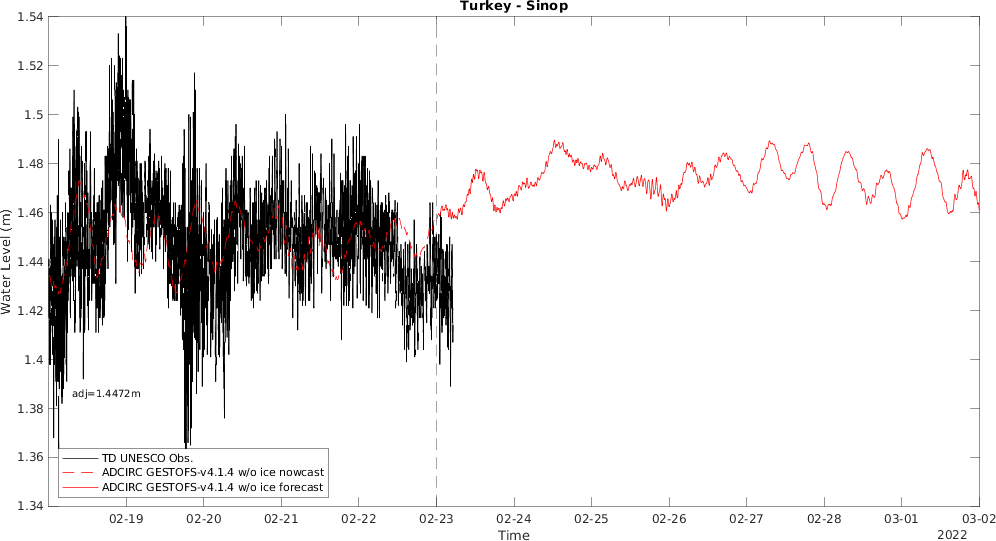 Turkey - Sinop
1.54
1.52
1.5
1.48
1.46
1.44
1.42
1.4
1.38
1.36
1.34
Water Level (m)
adj=1.4472m
TD UNESCO Obs.
ADCIRC GESTOFS-v4.1.4 w/o ice nowcast
ADCIRC GESTOFS-v4.1.4 w/o ice forecast
02-19 02-20 02-21 02-22 02-23 02-24 02-25 02-26 02-27 02-28 03-01 03-02
Time
2022